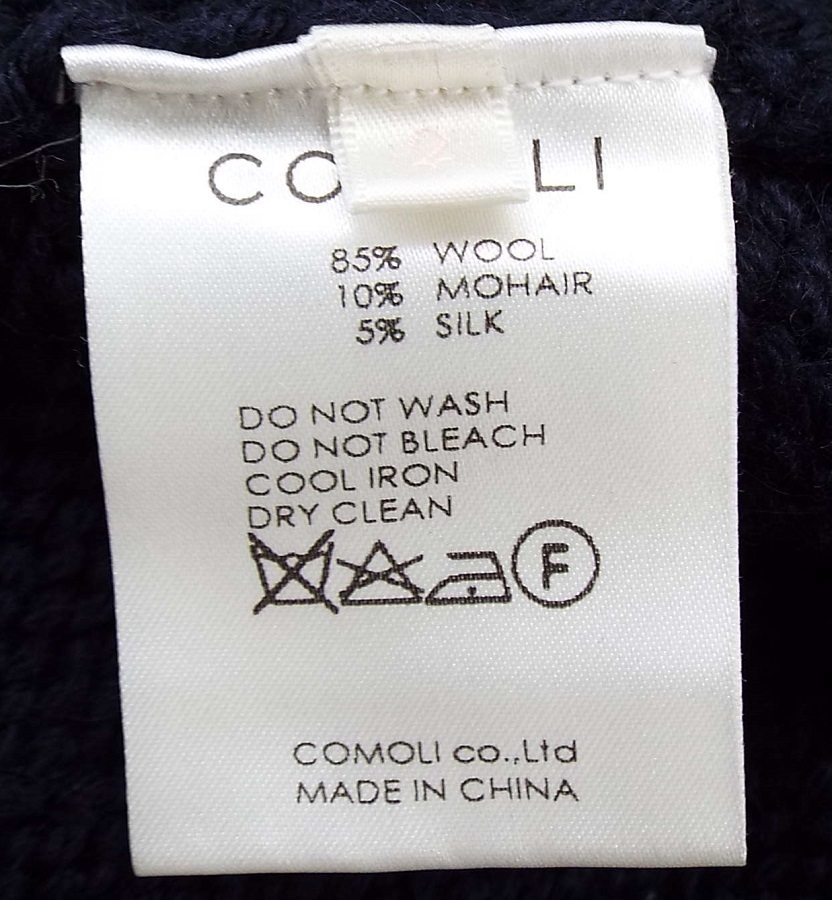 CO LI
85% WOOL
10% MOHAIR
5% SILK
DO NOT WASH
DO NOT BLEACH
COOL IRON
DRY CLEAN
F
COMOLI co.,Ltd
MADE IN CHINA